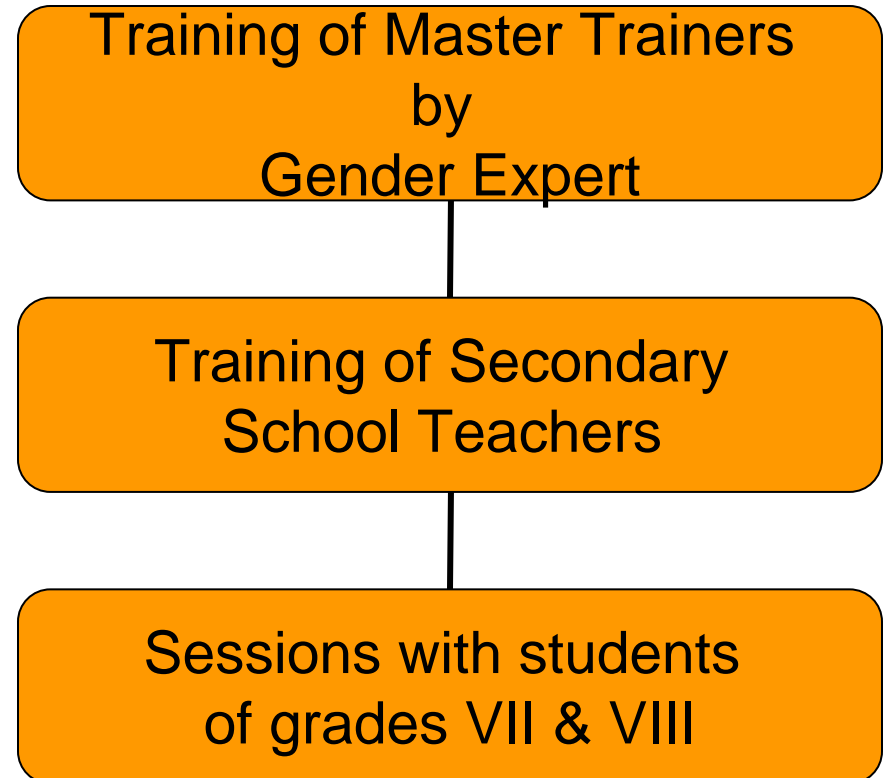 Training of Master Trainers
by
Gender Expert
Training of Secondary
School Teachers
Sessions with students
of grades VII & VIII